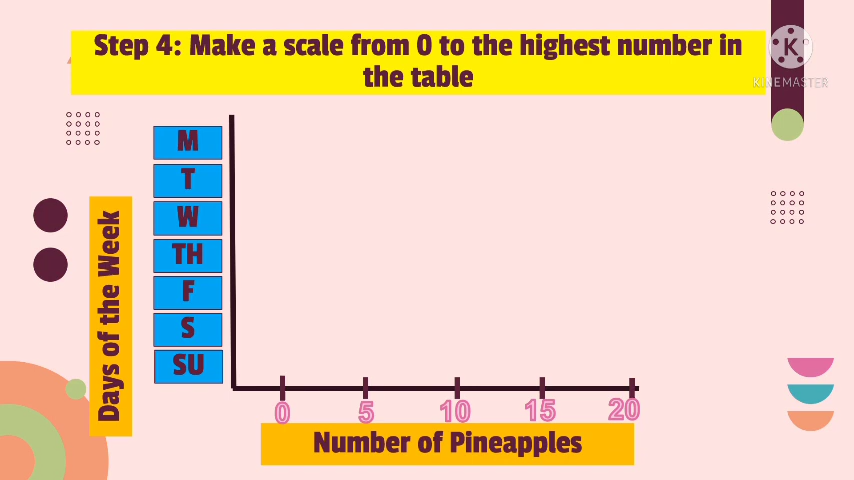 Step 4: Make a scale from 0 to the highest number in
the table
K
KINEMASTER
M
T
W
TH
F
S
SU
Days of the Week
0 5 10 15 20
Number of Pineapples